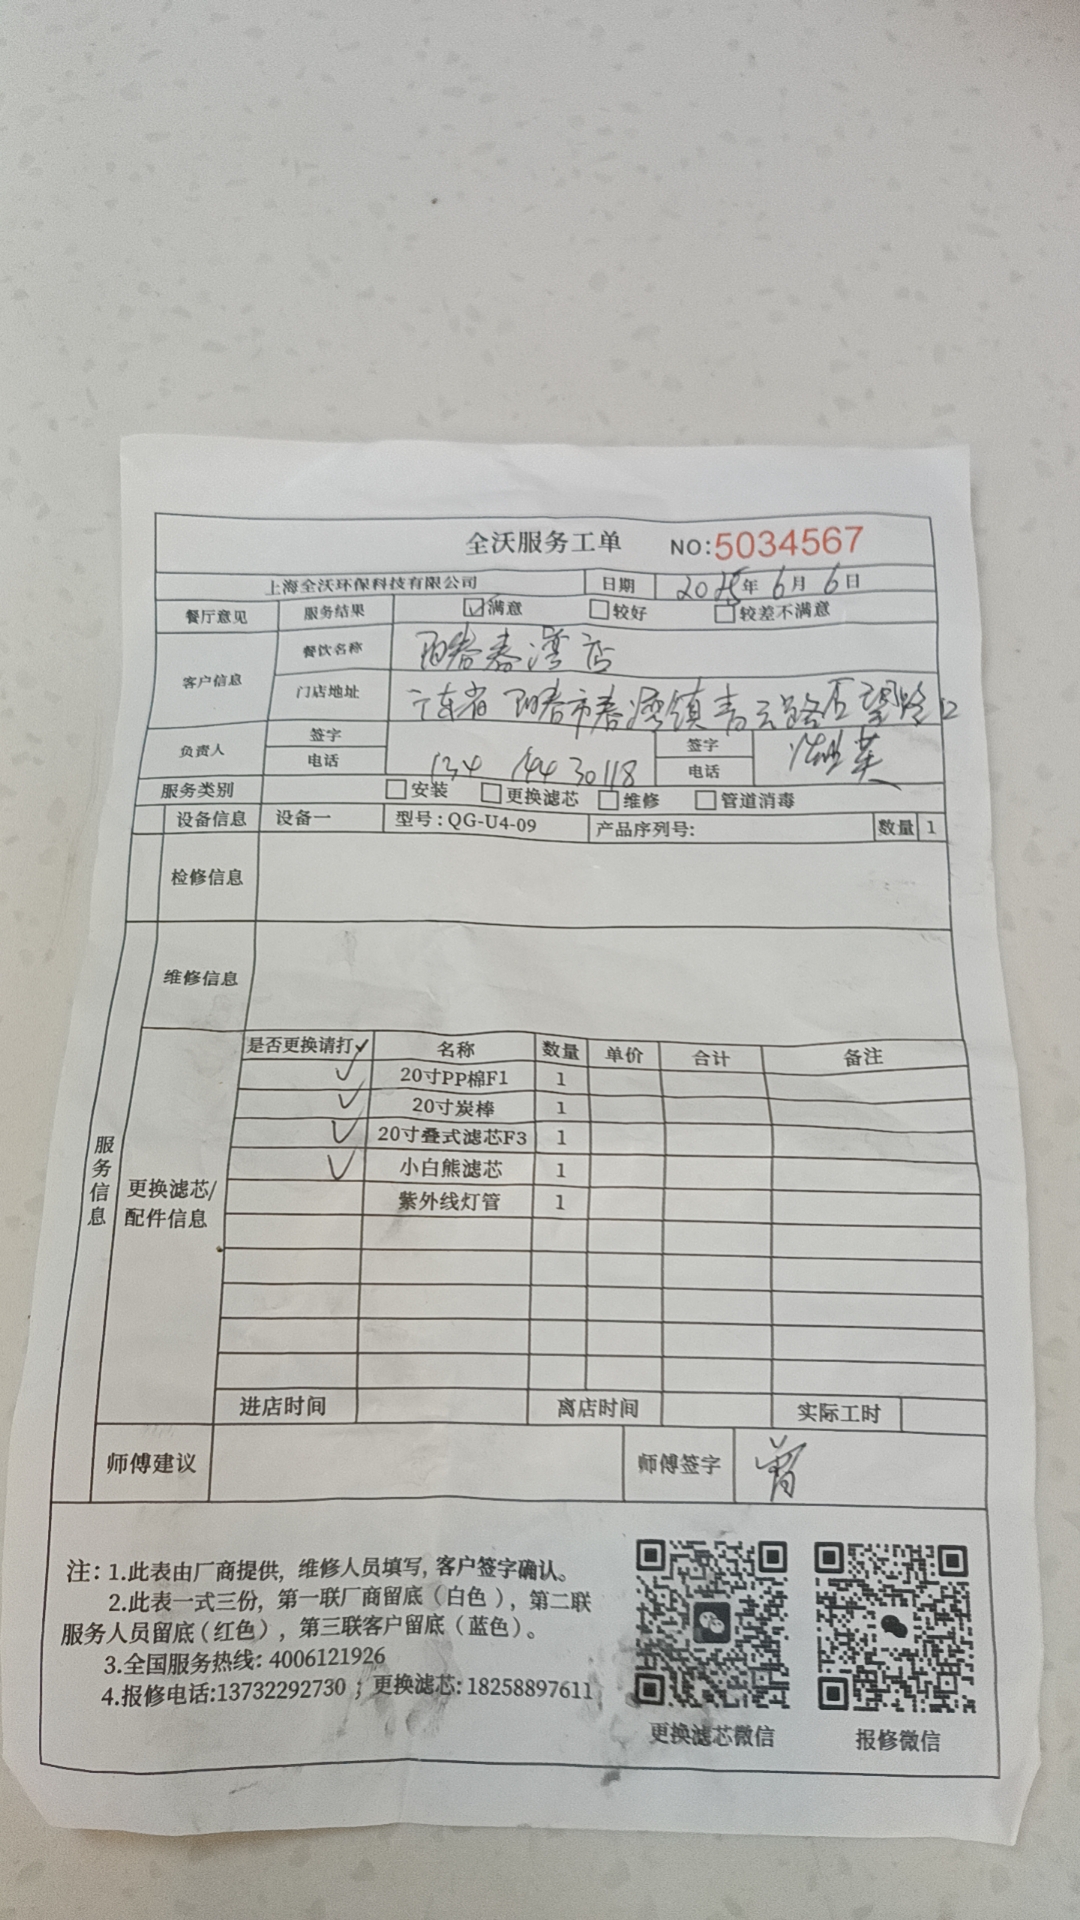 全沃服务工单 NO:5034567
上海全沃环保科技有限公司 日期 2025年6月6日
餐厅意见 服务结果 ☑满意 □较好 □较差不满意
客户信息 餐饮名称 阳春春湾店
门店地址 广东省阳春市春湾镇青云路
负责人 签字 签字
电话 134 1443 0118 电话
服务类别 □安装 □更换滤芯 □维修 □管道消毒
设备信息 设备一 型号:QG-U4-09 产品序列号: 数量 1
检修信息
维修信息
服务信息
更换滤芯/
配件信息
是否更换请打✓ 名称 数量 单价 合计 备注
✓ 20寸PP棉F1 1
✓ 20寸炭棒 1
✓ 20寸叠式滤芯F3 1
✓ 小白熊滤芯 1
紫外线灯管 1
进店时间 离店时间 实际工时
师傅建议 师傅签字 曾
注: 1.此表由厂商提供, 维修人员填写, 客户签字确认。
2.此表一式三份, 第一联厂商留底(白色), 第二联
服务人员留底(红色), 第三联客户留底(蓝色)。
3.全国服务热线: 4006121926
4.报修电话:13732292730 ; 更换滤芯: 18258897611
更换滤芯微信 报修微信